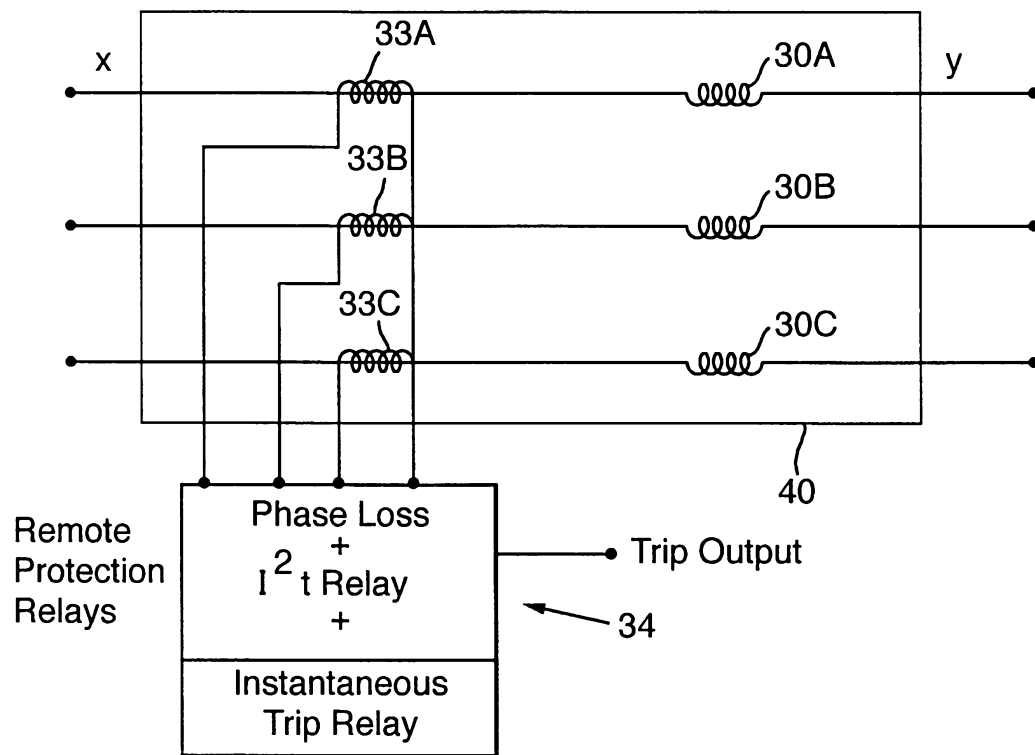 33A
x
30A
y
33B
30B
33C
30C
40
Remote
Protection
Relays
Phase Loss
+
I² t Relay
+
Trip Output
34
Instantaneous
Trip Relay